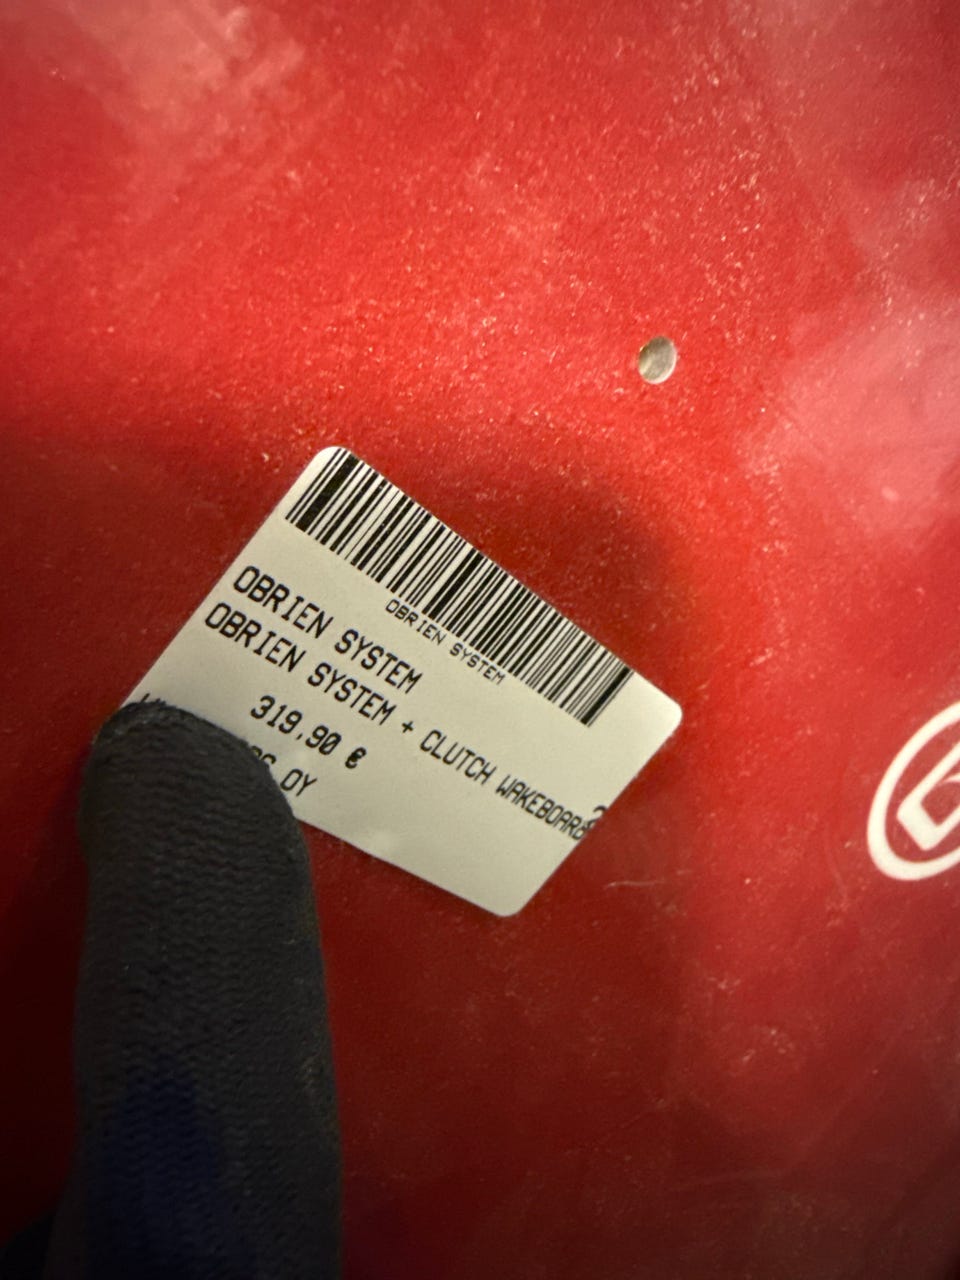 OBRIEN SYSTEM
OBRIEN SYSTEM
OBRIEN SYSTEM + CLUTCH WAKEBOARD
319,90 €
OY